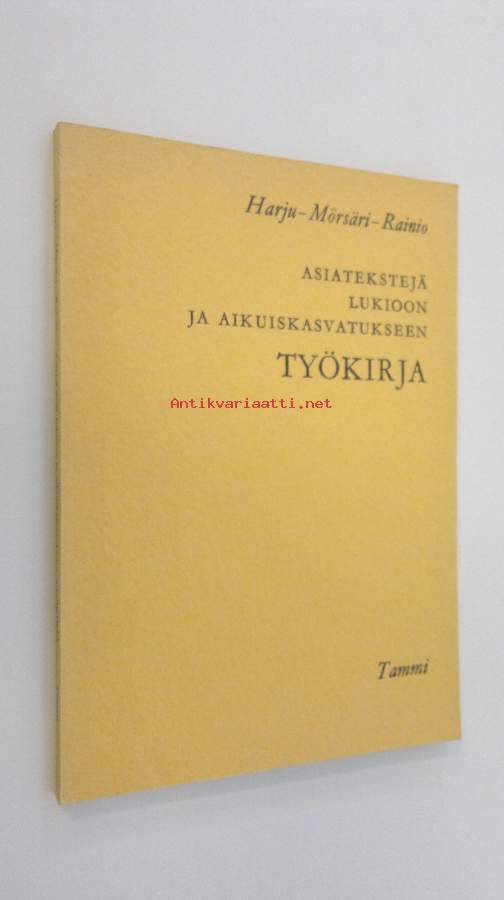 Harju–Mörsäri–Rainio
ASIATEKSTEJÄ
LUKIOON
JA AIKUISKASVATUKSEEN
TYÖKIRJA
Antikvariaatti.net
Tammi